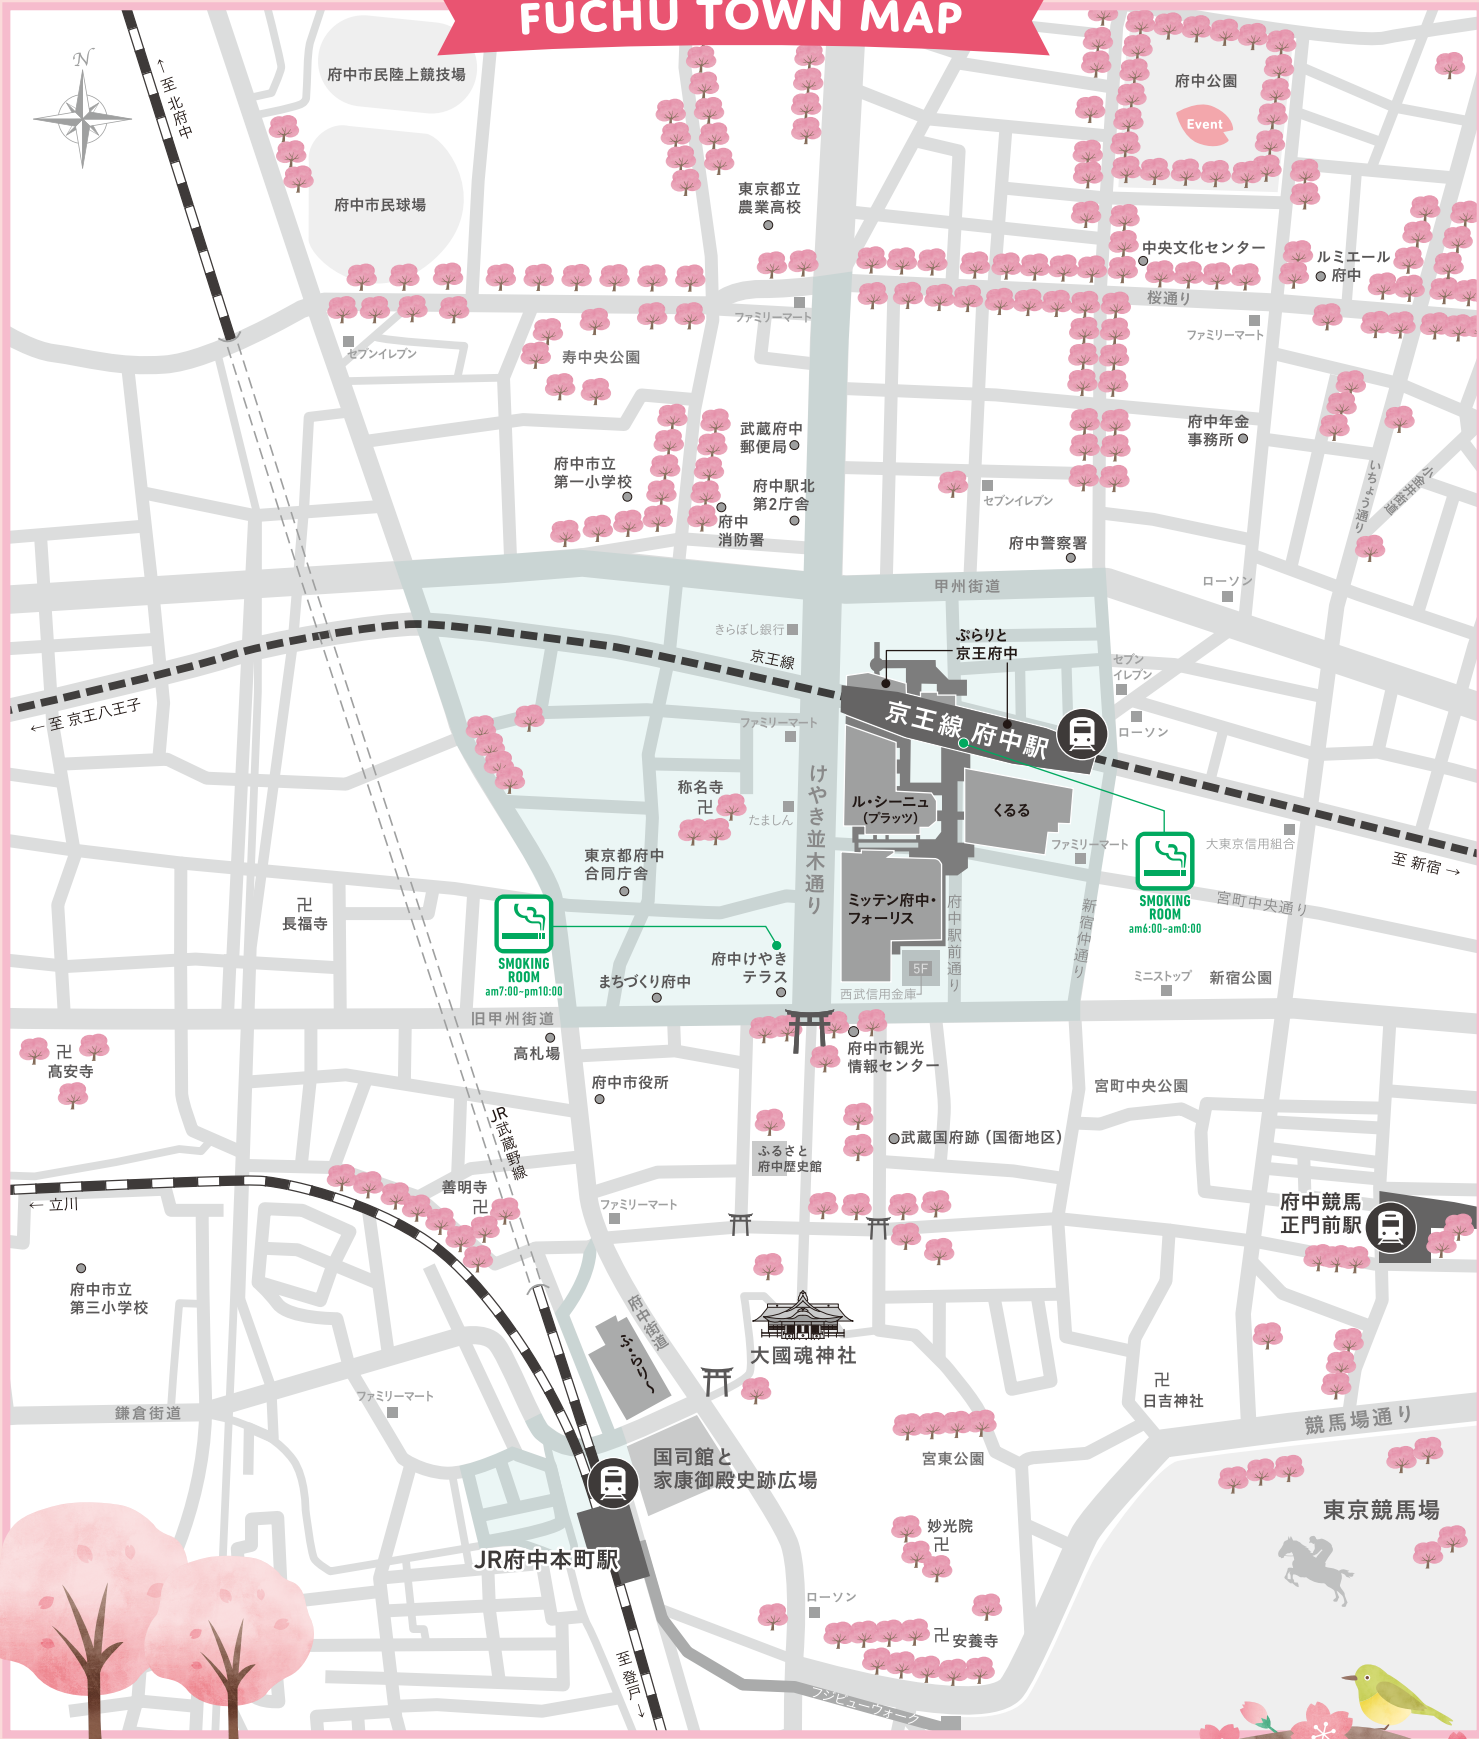 FUCHU TOWN MAP
N
↑至 北府中
府中市民陸上競技場
府中市民球場
府中公園
Event
東京都立
農業高校
中央文化センター
ルミエール
府中
桜通り
ファミリーマート
ファミリーマート
セブンイレブン
寿中央公園
武蔵府中
郵便局
府中年金
事務所
府中市立
第一小学校
府中駅北
第2庁舎
府中
消防署
セブンイレブン
いちょう通り
小金井街道
府中警察署
甲州街道
ローソン
きらぼし銀行
京王線
ぷらりと
京王府中
セブン
イレブン
← 至 京王八王子
京王線 府中駅
ローソン
ファミリーマート
けやき並木通り
称名寺
たましん
ル・シーニュ
(プラッツ)
くるる
ファミリーマート
大東京信用組合
至 新宿 →
東京都府中
合同庁舎
SMOKING
ROOM
am6:00~am0:00
宮町中央通り
長福寺
ミッテン府中・
フォーリス
府中駅前通り
新宿仲通り
SMOKING
ROOM
am7:00~pm10:00
府中けやき
テラス
まちづくり府中
5F
西武信用金庫
ミニストップ
新宿公園
旧甲州街道
高札場
髙安寺
府中市観光
情報センター
府中市役所
宮町中央公園
JR武蔵野線
武蔵国府跡(国衙地区)
ふるさと
府中歴史館
善明寺
← 立川
ファミリーマート
府中競馬
正門前駅
府中市立
第三小学校
府中街道
ふ・らり〜
大國魂神社
日吉神社
ファミリーマート
鎌倉街道
競馬場通り
国司館と
家康御殿史跡広場
宮東公園
東京競馬場
妙光院
JR府中本町駅
ローソン
安養寺
至 登戸→
フジビューウォーク